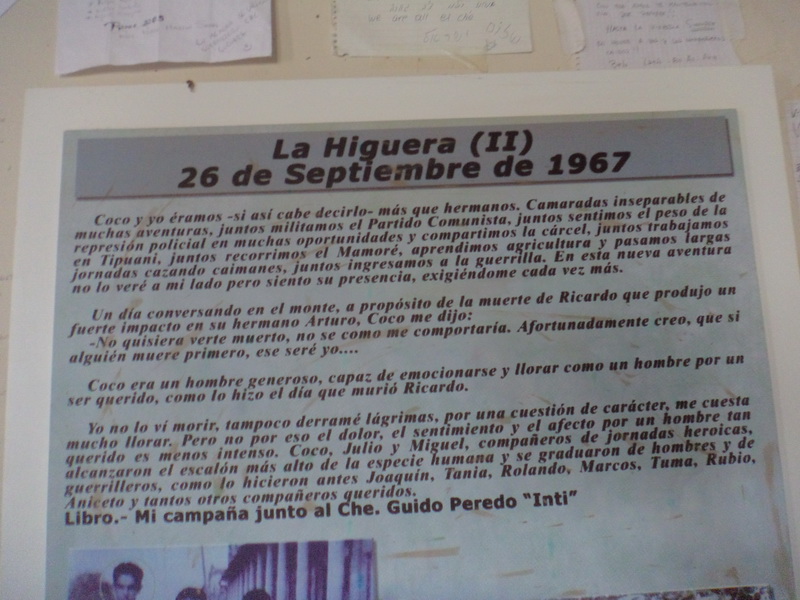 we are all el che
La Higuera (II)
26 de Septiembre de 1967
Coco y yo éramos -si así cabe decirlo- más que hermanos. Camaradas inseparables de
muchas aventuras, juntos militamos el Partido Comunista, juntos sentimos el peso de la
represión policial en muchas oportunidades y compartimos la cárcel, juntos trabajamos
en Tipuani, juntos recorrimos el Mamoré, aprendimos agricultura y pasamos largas
jornadas cazando caimanes, juntos ingresamos a la guerrilla. En esta nueva aventura
no lo veré a mi lado pero siento su presencia, exigiéndome cada vez más.
Un día conversando en el monte, a propósito de la muerte de Ricardo que produjo un
fuerte impacto en su hermano Arturo, Coco me dijo:
-No quisiera verte muerto, no se como me comportaría. Afortunadamente creo, que si
alguién muere primero, ese seré yo....
Coco era un hombre generoso, capaz de emocionarse y llorar como un hombre por un
ser querido, como lo hizo el día que murió Ricardo.
Yo no lo ví morir, tampoco derramé lágrimas, por una cuestión de carácter, me cuesta
mucho llorar. Pero no por eso el dolor, el sentimiento y el afecto por un hombre tan
querido es menos intenso. Coco, Julio y Miguel, compañeros de jornadas heroicas,
alcanzaron el escalón más alto de la especie humana y se graduaron de hombres y de
guerrilleros, como lo hicieron antes Joaquín, Tania, Rolando, Marcos, Tuma, Rubio,
Aniceto y tantos otros compañeros queridos.
Libro.- Mi campaña junto al Che. Guido Peredo "Inti"